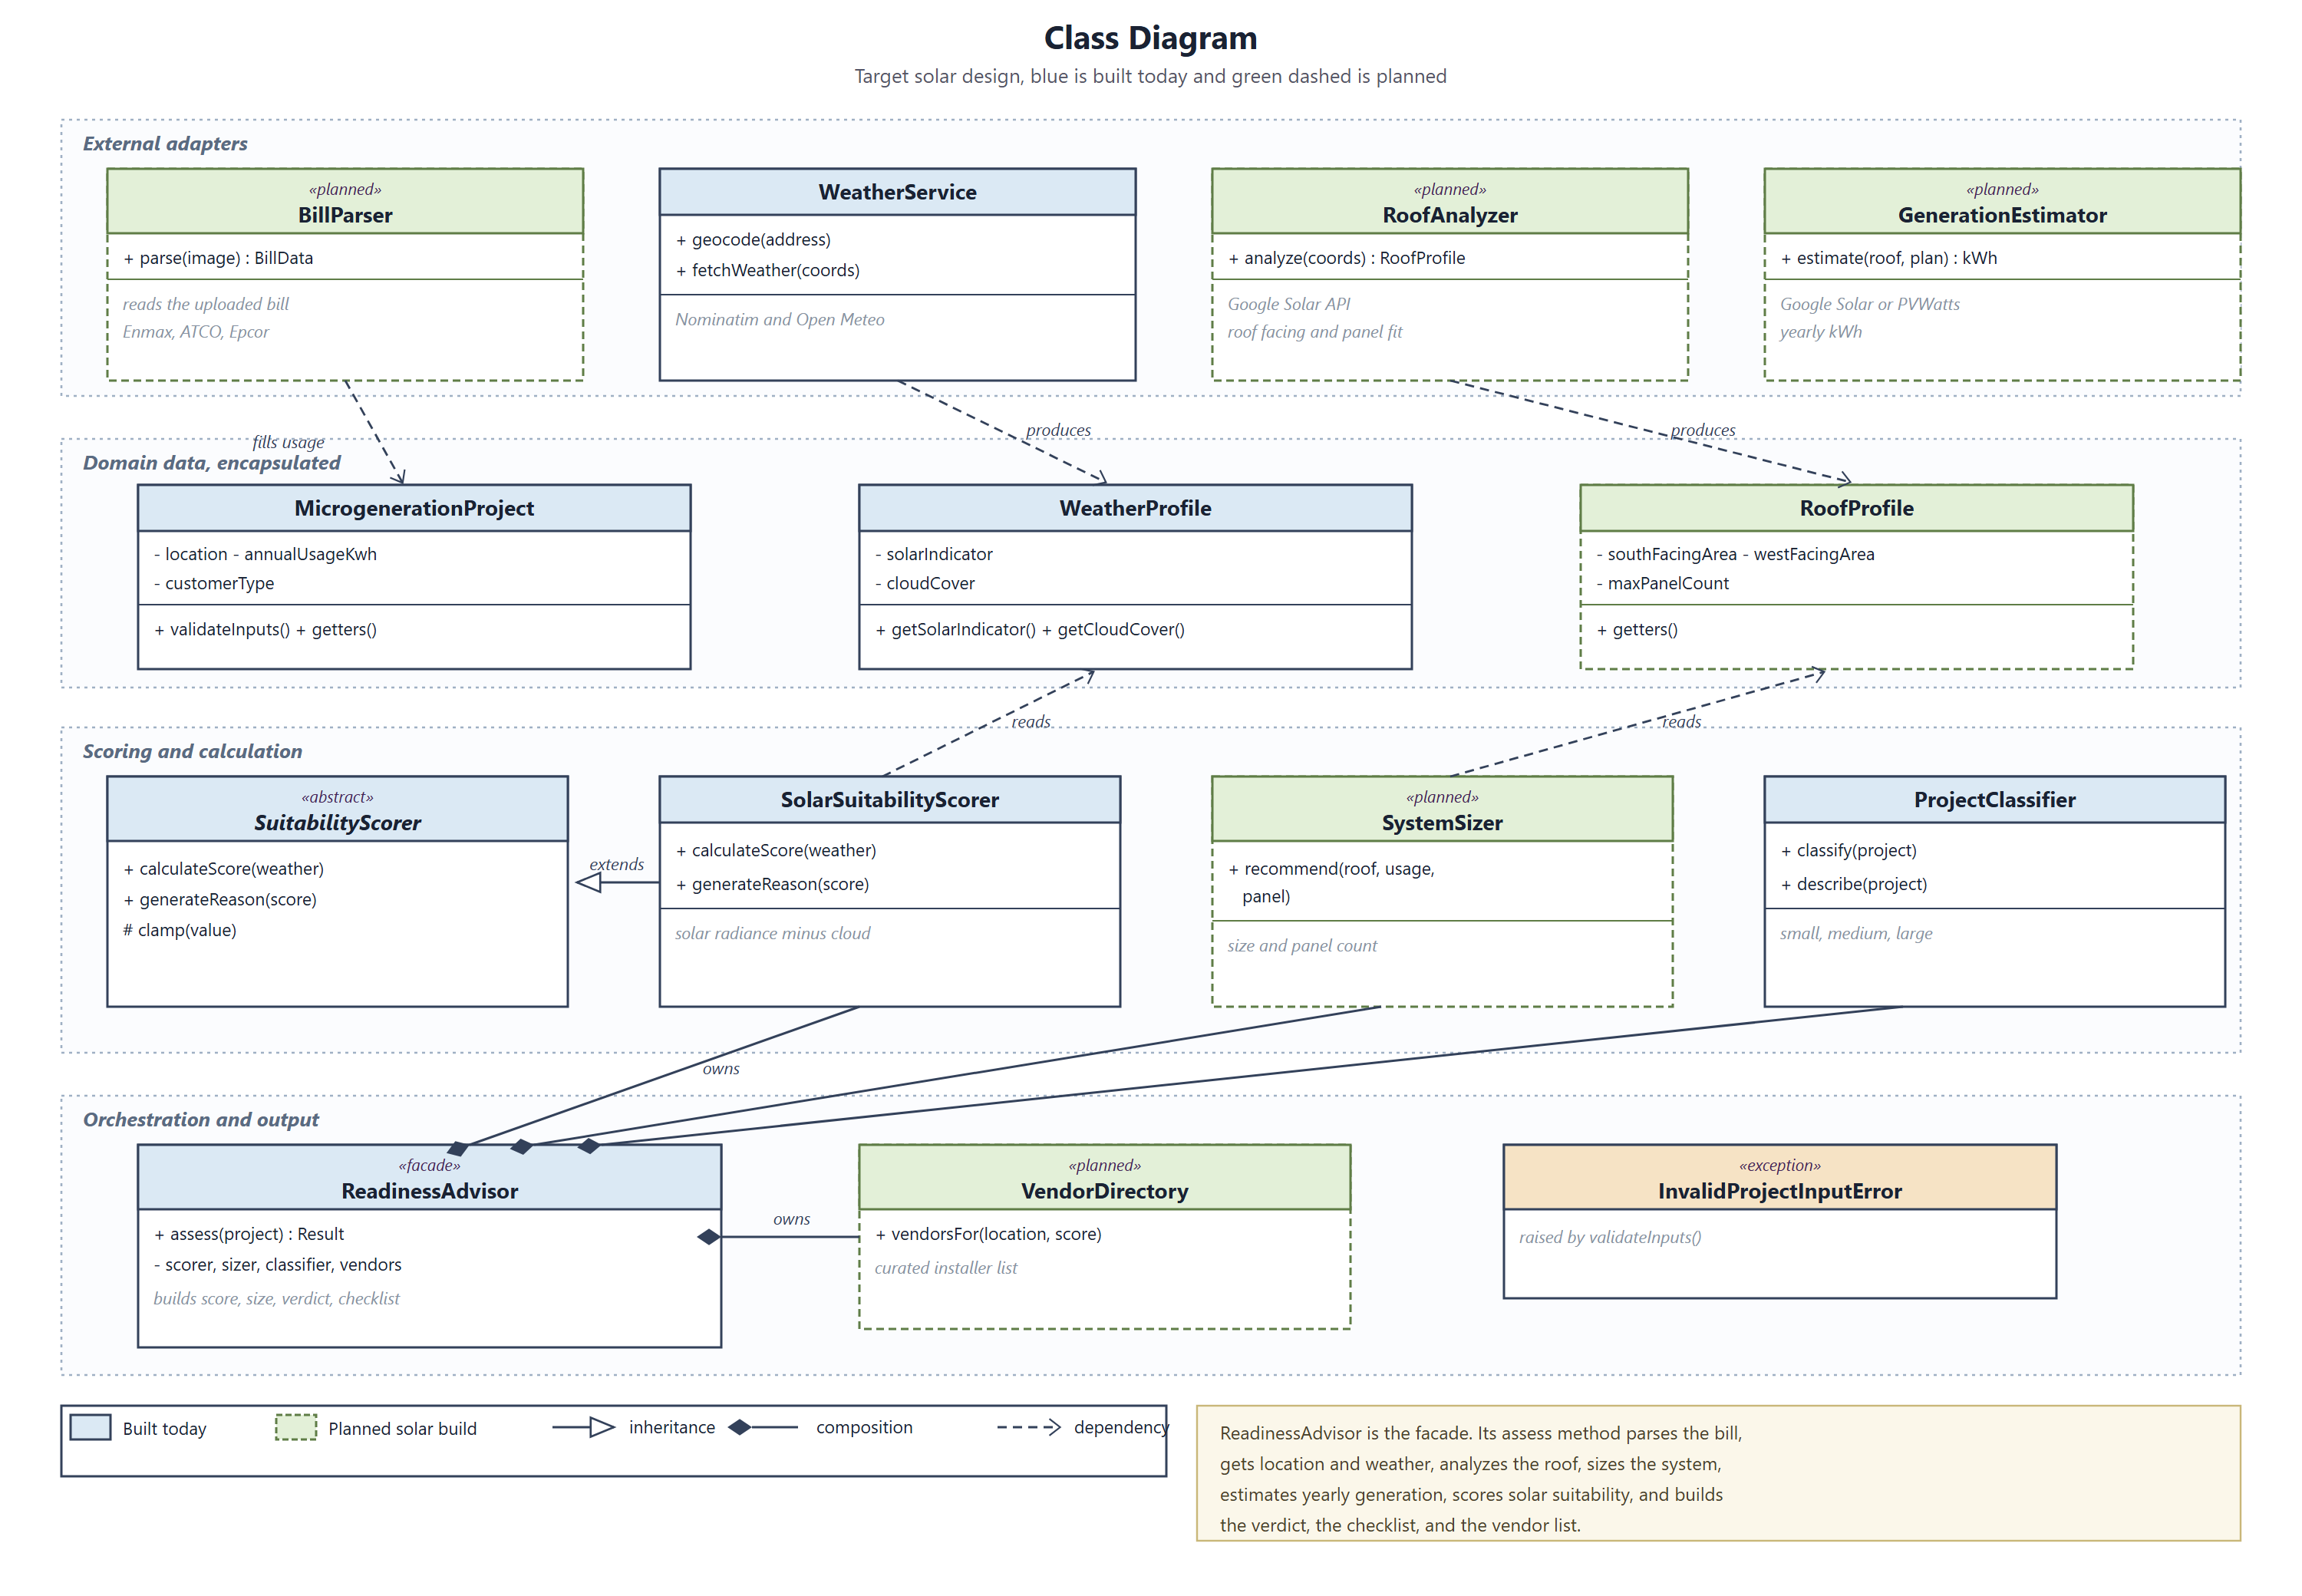 Class Diagram
Target solar design, blue is built today and green dashed is planned
External adapters
«planned»
BillParser
+ parse(image) : BillData
reads the uploaded bill
Enmax, ATCO, Epcor
WeatherService
+ geocode(address)
+ fetchWeather(coords)
Nominatim and Open Meteo
«planned»
RoofAnalyzer
+ analyze(coords) : RoofProfile
Google Solar API
roof facing and panel fit
«planned»
GenerationEstimator
+ estimate(roof, plan) : kWh
Google Solar or PVWatts
yearly kWh
fills usage
produces
produces
Domain data, encapsulated
MicrogenerationProject
- location - annualUsageKwh
- customerType
+ validateInputs() + getters()
WeatherProfile
- solarIndicator
- cloudCover
+ getSolarIndicator() + getCloudCover()
RoofProfile
- southFacingArea - westFacingArea
- maxPanelCount
+ getters()
reads
reads
Scoring and calculation
«abstract»
SuitabilityScorer
+ calculateScore(weather)
+ generateReason(score)
# clamp(value)
extends
SolarSuitabilityScorer
+ calculateScore(weather)
+ generateReason(score)
solar radiance minus cloud
«planned»
SystemSizer
+ recommend(roof, usage,
panel)
size and panel count
ProjectClassifier
+ classify(project)
+ describe(project)
small, medium, large
owns
Orchestration and output
«facade»
ReadinessAdvisor
+ assess(project) : Result
- scorer, sizer, classifier, vendors
builds score, size, verdict, checklist
owns
«planned»
VendorDirectory
+ vendorsFor(location, score)
curated installer list
«exception»
InvalidProjectInputError
raised by validateInputs()
Built today
Planned solar build
inheritance
composition
dependency
ReadinessAdvisor is the facade. Its assess method parses the bill,
gets location and weather, analyzes the roof, sizes the system,
estimates yearly generation, scores solar suitability, and builds
the verdict, the checklist, and the vendor list.